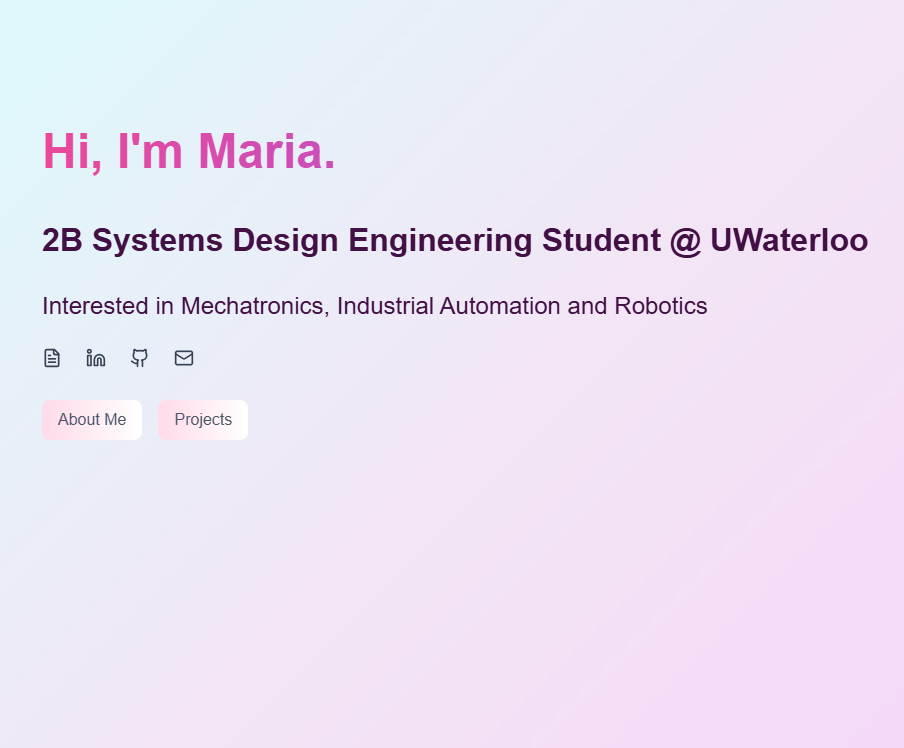 Hi, I'm Maria.
2B Systems Design Engineering Student @ UWaterloo
Interested in Mechatronics, Industrial Automation and Robotics
About Me
Projects